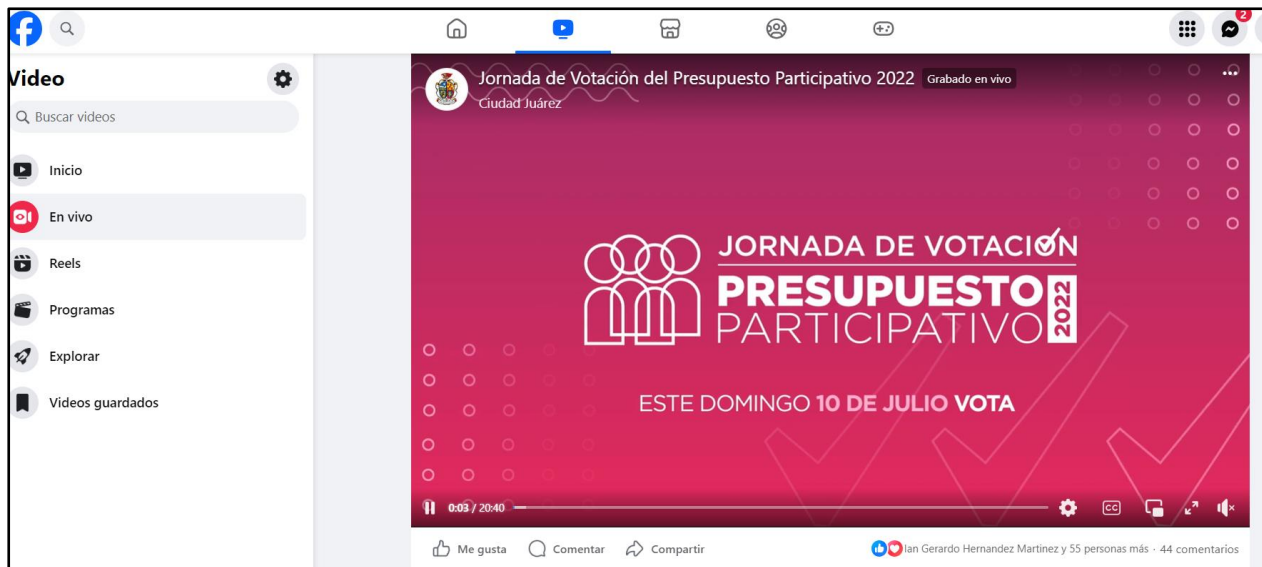 2
Video
Buscar videos
Inicio
En vivo
Reels
Programas
Explorar
Videos guardados
Jornada de Votación del Presupuesto Participativo 2022 Grabado en vivo
Ciudad Juárez
JORNADA DE VOTACIÓN
PRESUPUESTO
PARTICIPATIVO
2022
ESTE DOMINGO 10 DE JULIO VOTA
0:03 / 20:40
CC
Me gusta Comentar Compartir Ian Gerardo Hernandez Martinez y 55 personas más · 44 comentarios